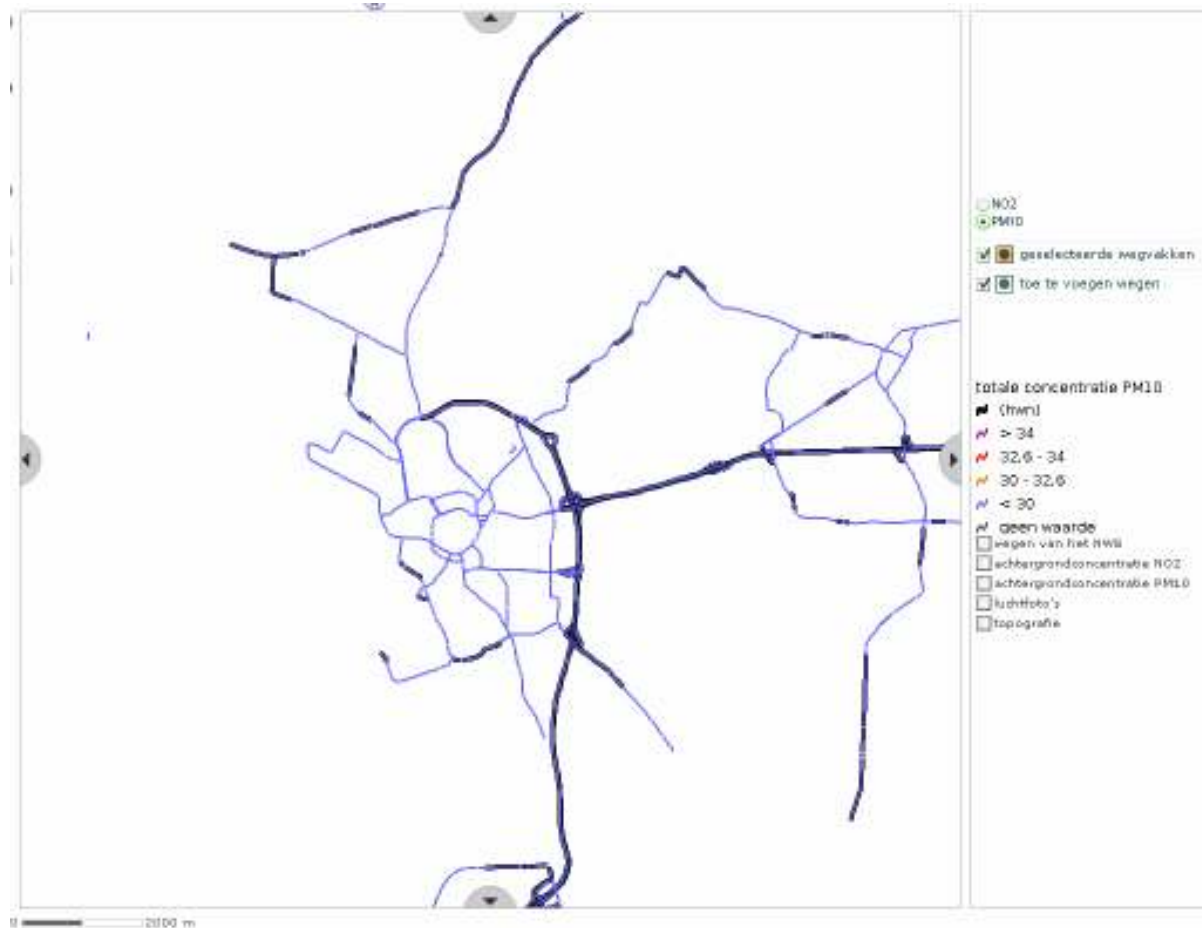 NO2
PM10
geselecteerde wegvakken
toe te voegen wegen
totale concentratie PM10
(hwn)
> 34
32,6 - 34
30 - 32,6
< 30
geen waarde
wegen van het NWB
achtergrondconcentratie NO2
achtergrondconcentratie PM10
luchtfoto's
topografie
2000 m